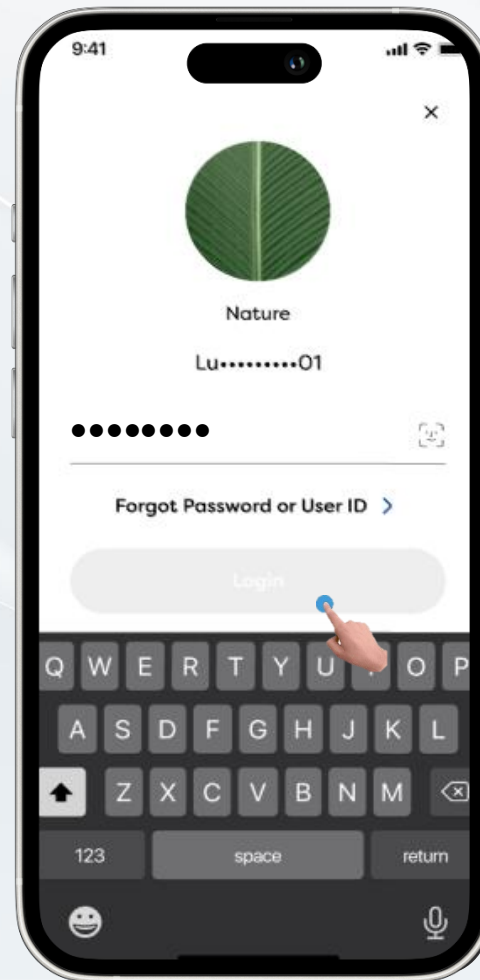 9:41
Nature
Lu•••••••••01
••••••••
Forgot Password or User ID
Login
Q W E R T Y U I O P
A S D F G H J K L
Z X C V B N M
123 space return